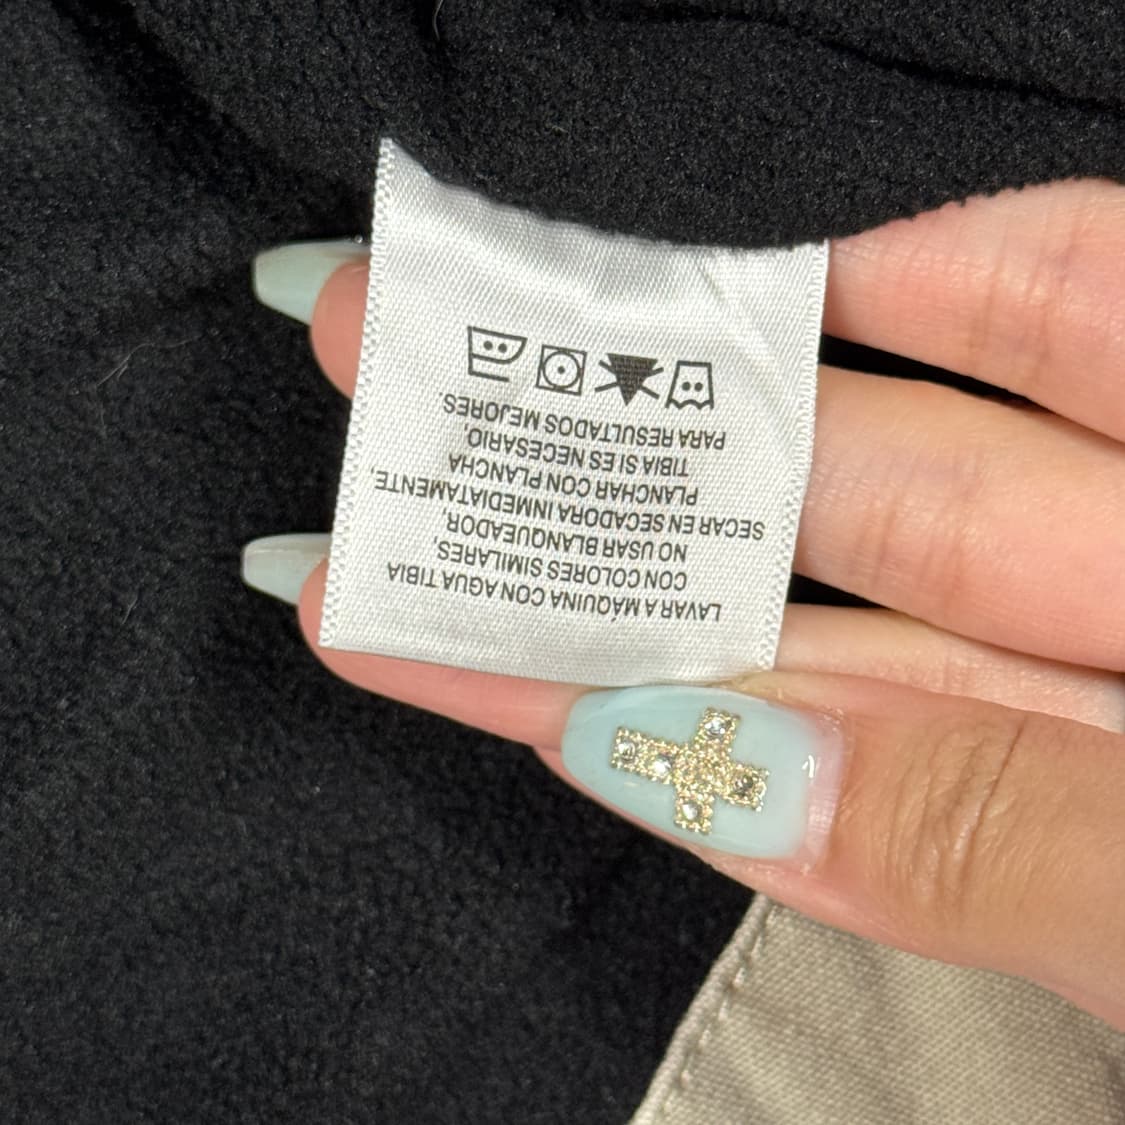 LAVAR A MÁQUINA CON AGUA TIBIA
CON COLORES SIMILARES,
NO USAR BLANQUEADOR,
SECAR EN SECADORA INMEDIATAMENTE,
PLANCHAR CON PLANCHA
TIBIA SI ES NECESARIO,
PARA RESULTADOS MEJORES.